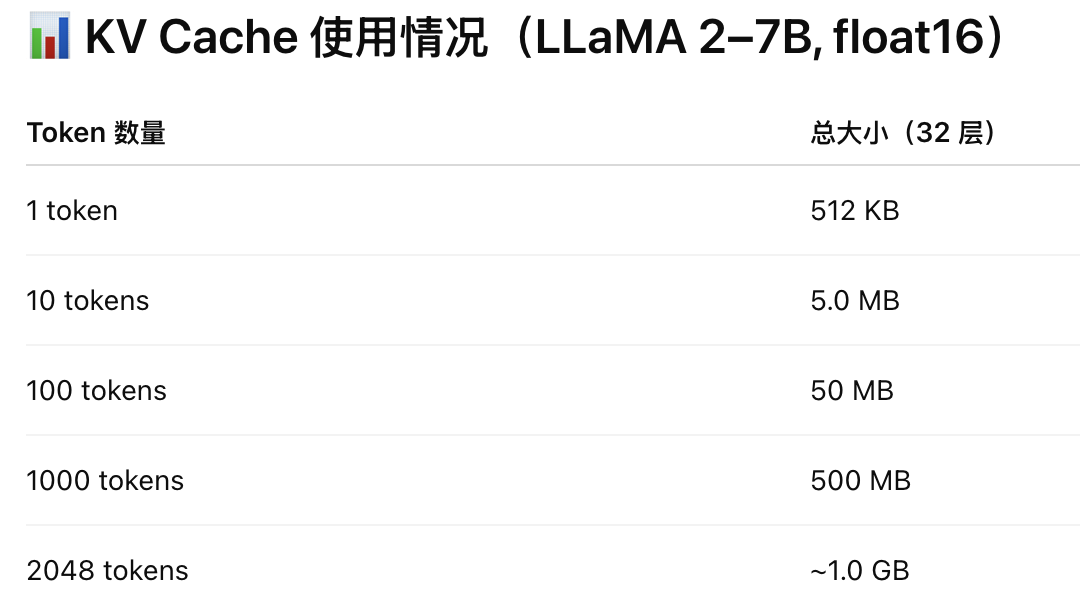 📊 KV Cache 使用情况（LLaMA 2–7B, float16）
Token 数量 总大小（32 层）
1 token 512 KB
10 tokens 5.0 MB
100 tokens 50 MB
1000 tokens 500 MB
2048 tokens ~1.0 GB